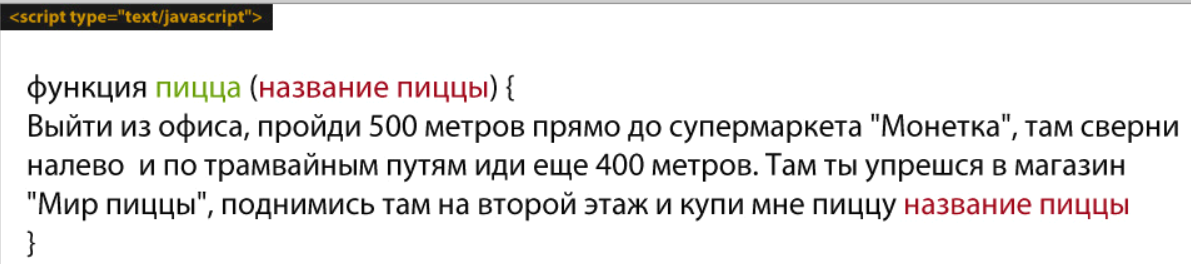 <script type="text/javascript">
функция пицца (название пиццы) {
Выйти из офиса, пройди 500 метров прямо до супермаркета "Монетка", там сверни
налево и по трамвайным путям иди еще 400 метров. Там ты упрешся в магазин
"Мир пиццы", поднимись там на второй этаж и купи мне пиццу название пиццы
}